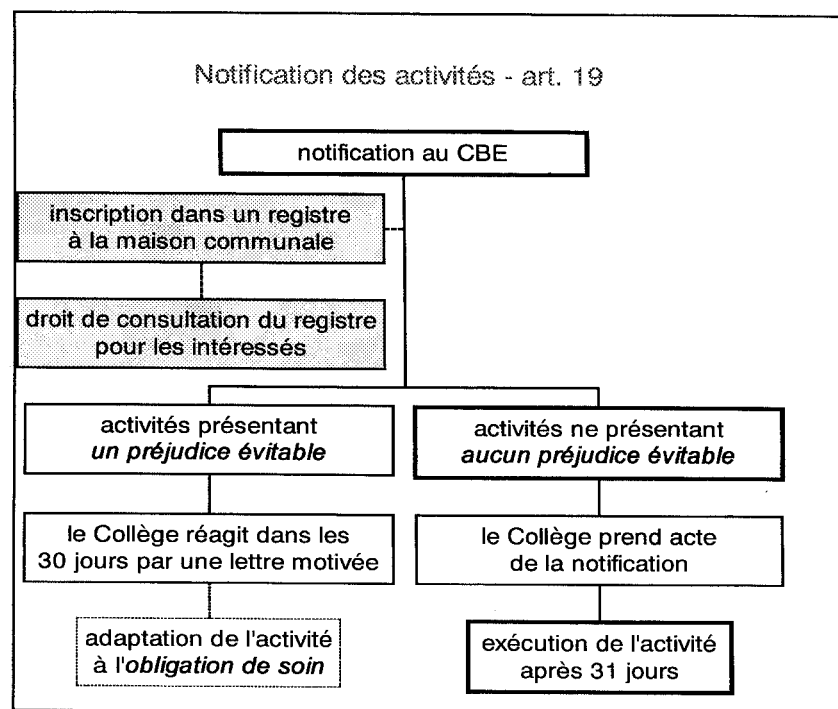 Notification des activités - art. 19
notification au CBE
inscription dans un registre
à la maison communale
droit de consultation du registre
pour les intéressés
activités présentant
un préjudice évitable
activités ne présentant
aucun préjudice évitable
le Collège réagit dans les
30 jours par une lettre motivée
le Collège prend acte
de la notification
adaptation de l'activité
à l'obligation de soin
exécution de l'activité
après 31 jours